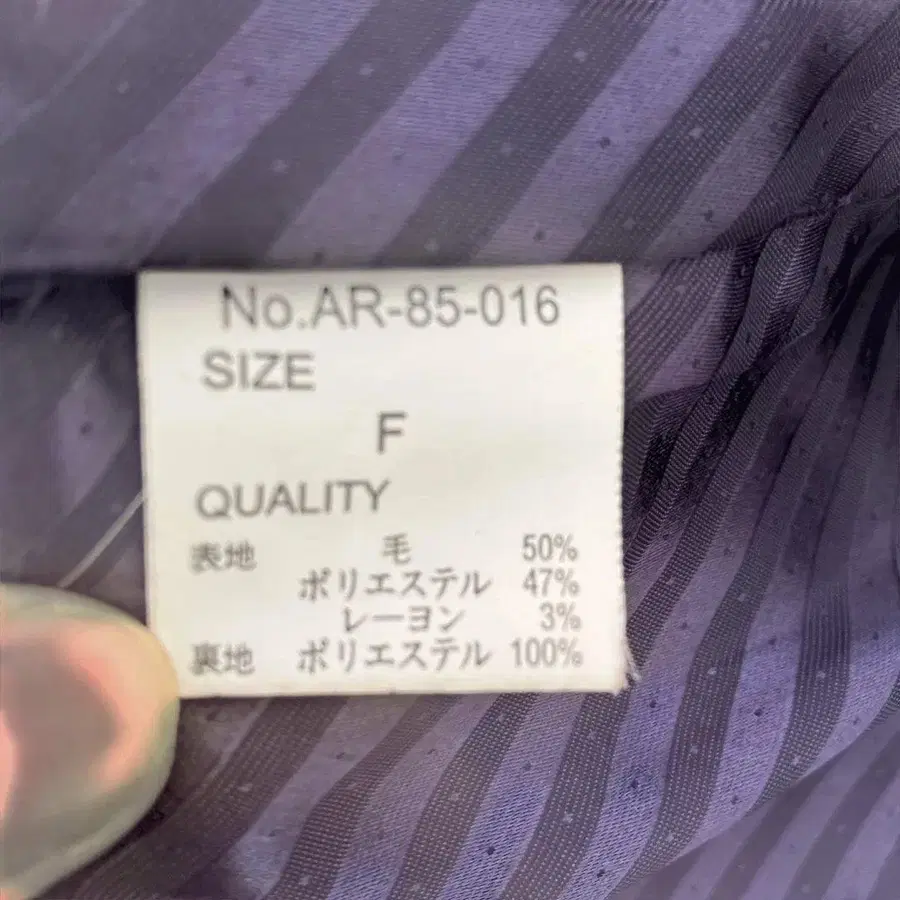 No.AR-85-016
SIZE
F
QUALITY
表地 毛 50%
ポリエステル 47%
レーヨン 3%
裏地 ポリエステル 100%